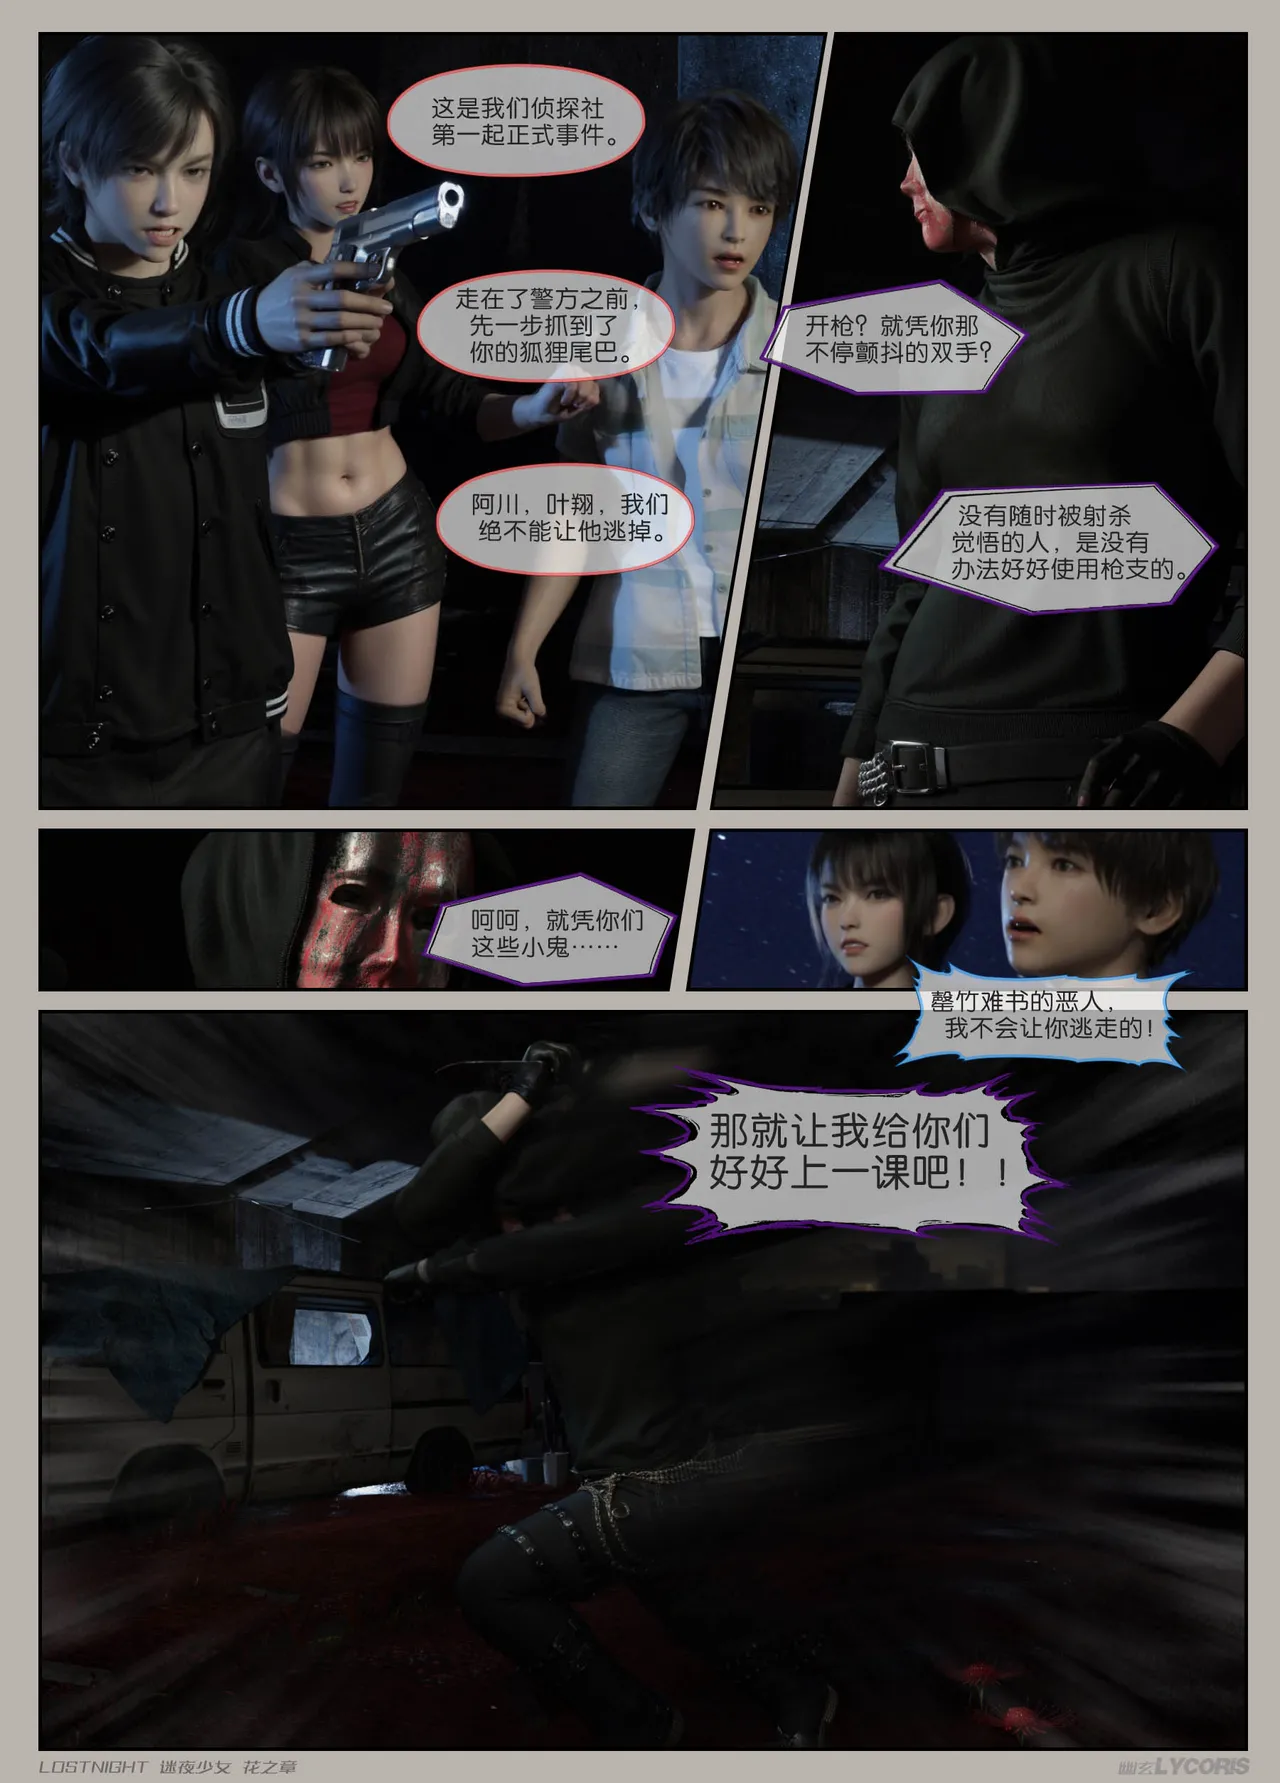 这是我们侦探社
第一起正式事件。
走在了警方之前，
先一步抓到了
你的狐狸尾巴。
阿川，叶翔，我们
绝不能让他逃掉。
开枪？就凭你那
不停颤抖的双手？
没有随时被射杀
觉悟的人，是没有
办法好好使用枪支的。
呵呵，就凭你们
这些小鬼……
罄竹难书的恶人，
我不会让你逃走的！
那就让我给你们
好好上一课吧！！
LOSTNIGHT 迷夜少女 花之章
幽玄LYCORIS